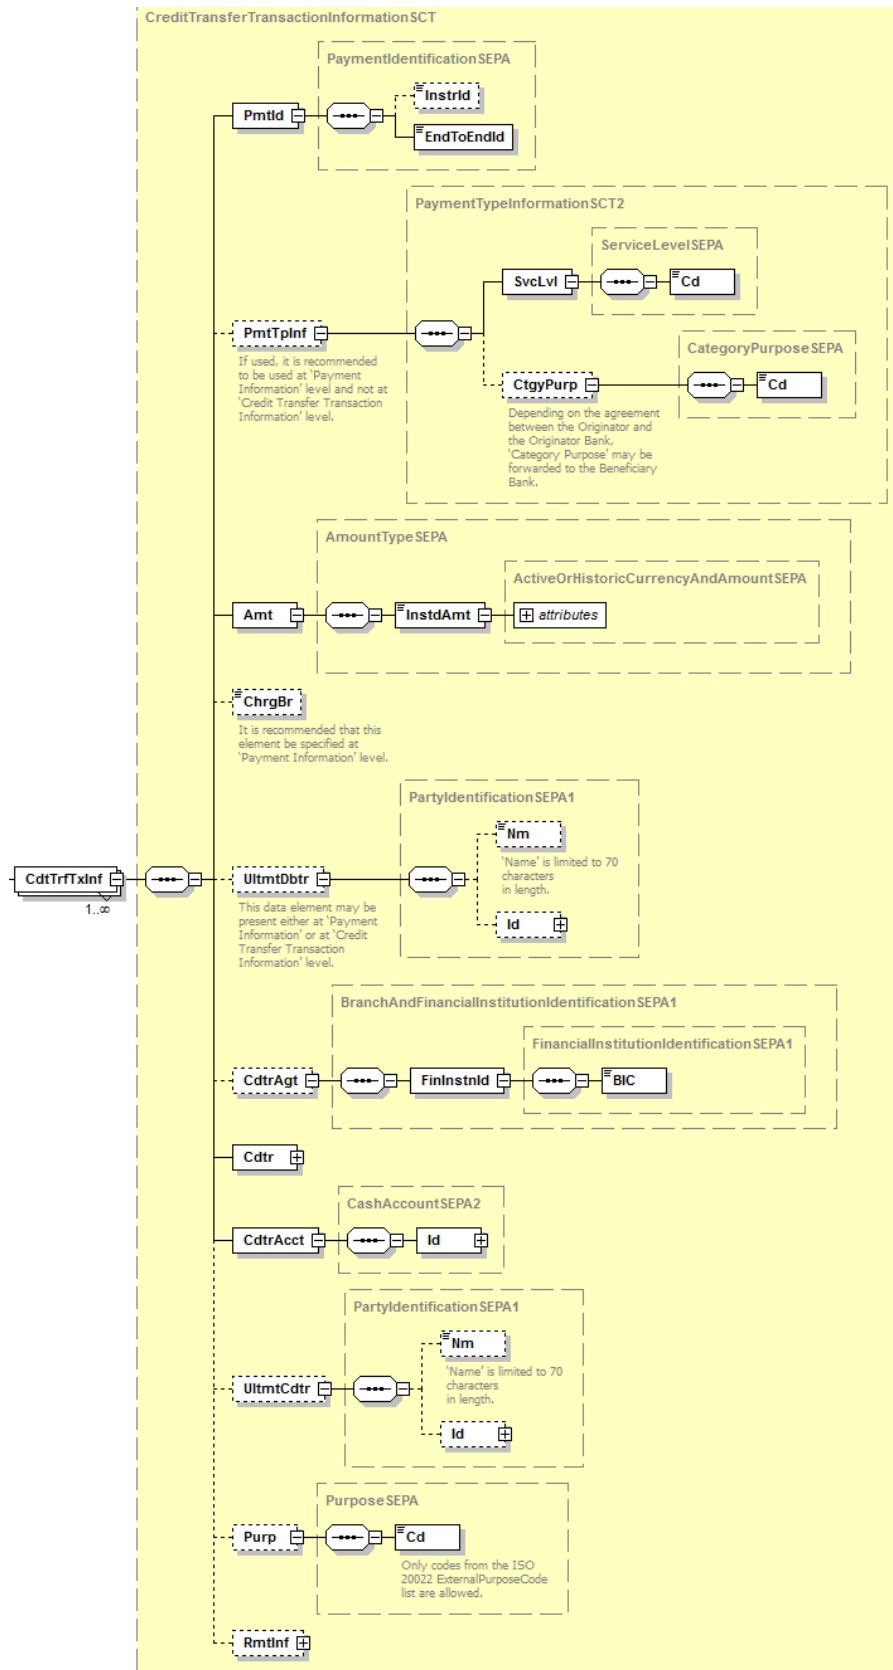 CreditTransferTransactionInformationSCT
PaymentIdentificationSEPA
InstrId
PmtId
EndToEndId
PaymentTypeInformationSCT2
ServiceLevelSEPA
SvcLvl
Cd
PmtTpInf
If used, it is recommended
to be used at ‘Payment
Information’ level and not at
‘Credit Transfer Transaction
Information’ level.
CategoryPurposeSEPA
CtgyPurp
Cd
Depending on the agreement
between the Originator and
the Originator Bank,
‘Category Purpose’ may be
forwarded to the Beneficiary
Bank.
AmountTypeSEPA
ActiveOrHistoricCurrencyAndAmountSEPA
Amt
InstdAmt
attributes
ChrgBr
It is recommended that this
element be specified at
‘Payment Information’ level.
PartyIdentificationSEPA1
Nm
‘Name’ is limited to 70
characters
in length.
CdtTrfTxInf
1..∞
UltmtDbtr
This data element may be
present either at ‘Payment
Information’ or at ‘Credit
Transfer Transaction
Information’ level.
Id
BranchAndFinancialInstitutionIdentificationSEPA1
FinancialInstitutionIdentificationSEPA1
CdtrAgt
FinInstnId
BIC
Cdtr
CashAccountSEPA2
CdtrAcct
Id
PartyIdentificationSEPA1
Nm
‘Name’ is limited to 70
characters
in length.
UltmtCdtr
Id
PurposeSEPA
Purp
Cd
Only codes from the ISO
20022 ExternalPurposeCode
list are allowed.
RmtInf